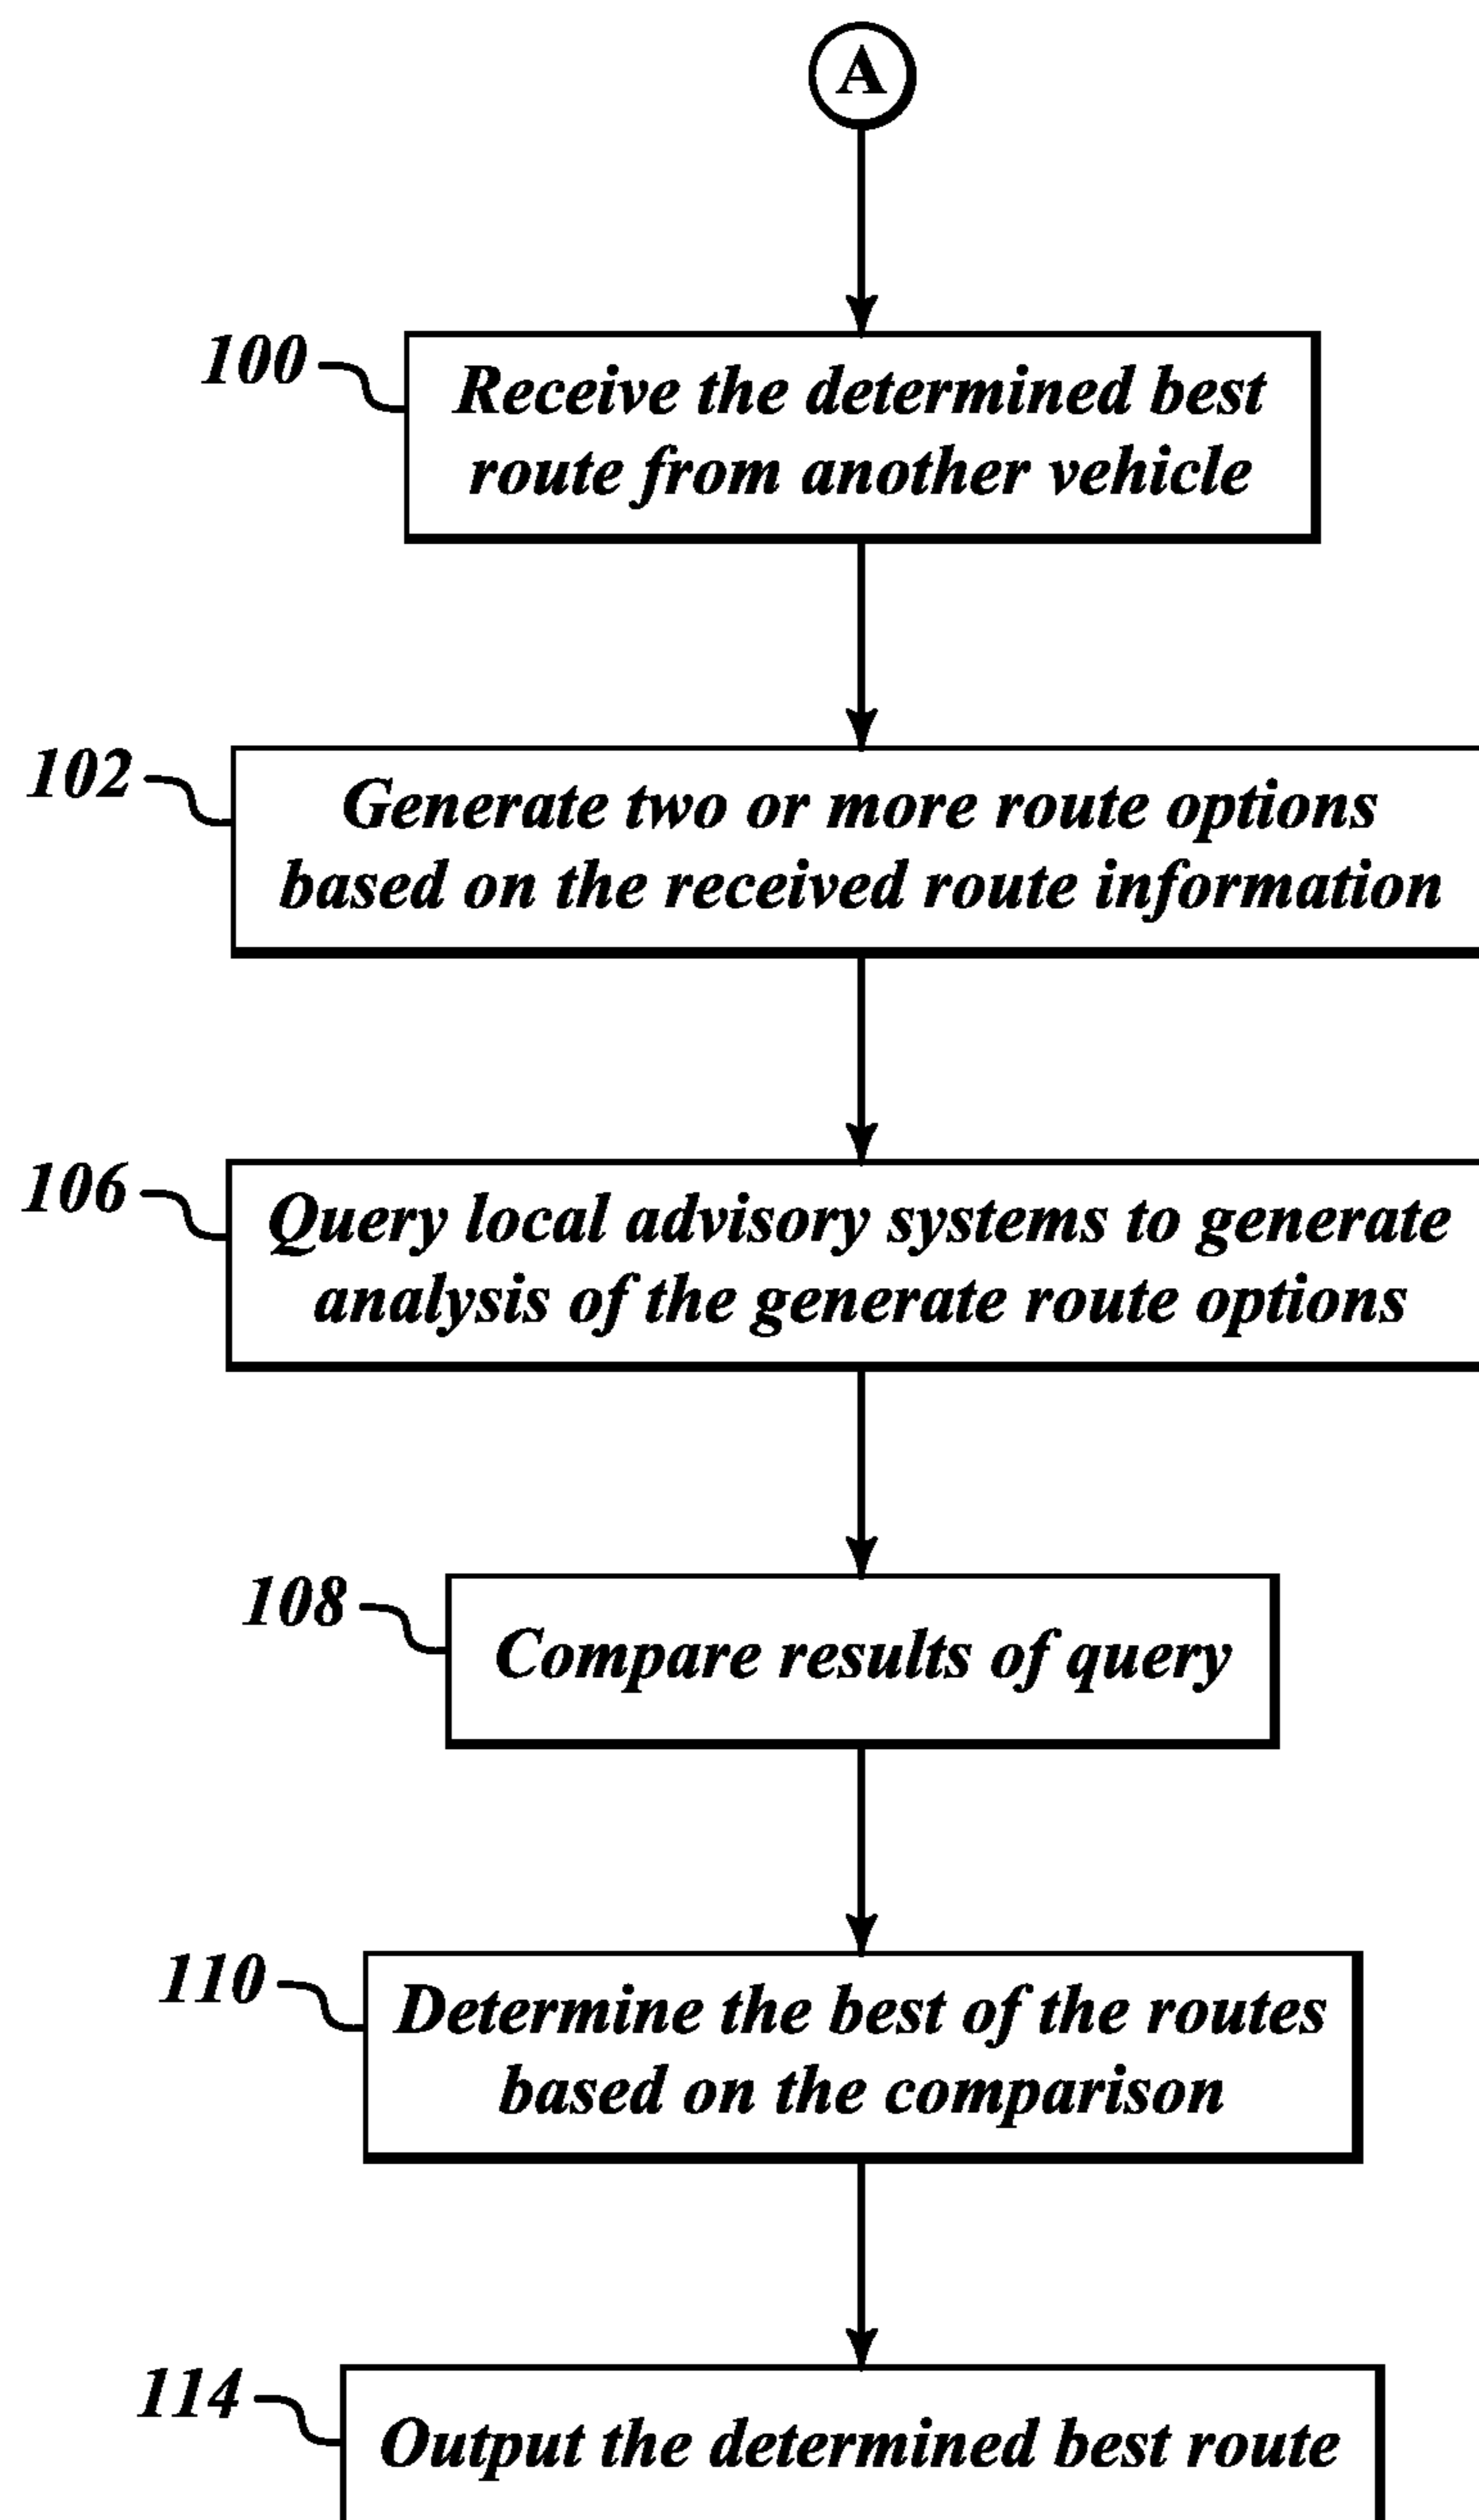 A
100
Receive the determined best
route from another vehicle
102
Generate two or more route options
based on the received route information
106
Query local advisory systems to generate
analysis of the generate route options
108
Compare results of query
110
Determine the best of the routes
based on the comparison
114
Output the determined best route